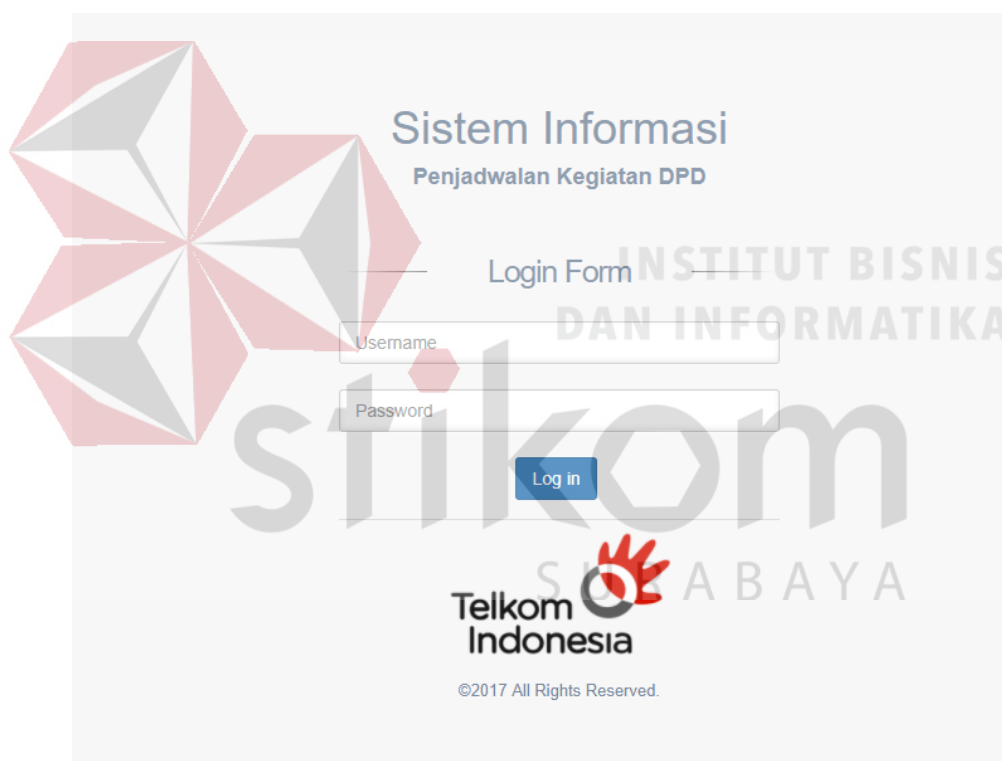 Sistem Informasi
Penjadwalan Kegiatan DPD
Login Form
INSTITUT BISNIS
DAN INFORMATIKA
Username
Password
stikom
Log in
SURABAYA
Telkom
Indonesia
©2017 All Rights Reserved.